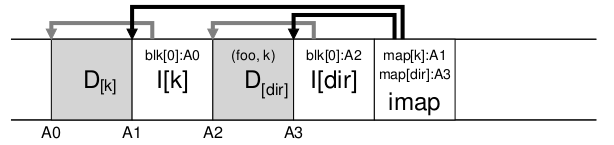 D[k]
blk[0]:A0
I[k]
(foo, k)
D[dir]
blk[0]:A2
I[dir]
map[k]:A1
map[dir]:A3
imap
A0
A1
A2
A3